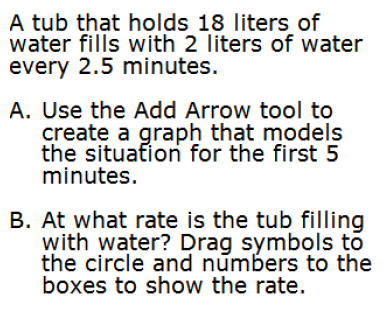 A tub that holds 18 liters of
water fills with 2 liters of water
every 2.5 minutes.
A. Use the Add Arrow tool to
create a graph that models
the situation for the first 5
minutes.
B. At what rate is the tub filling
with water? Drag symbols to
the circle and numbers to the
boxes to show the rate.